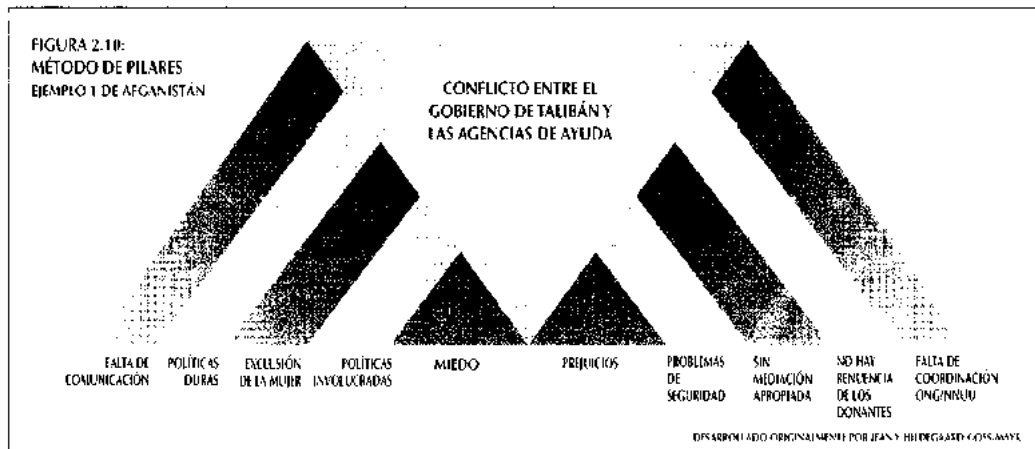 FIGURA 2.10:
MÉTODO DE PILARES
EJEMPLO 1 DE AFGANISTÁN
CONFLICTO ENTRE EL
GOBIERNO DE TALIBÁN Y
LAS AGENCIAS DE AYUDA
FALTA DE
COMUNICACIÓN
POLÍTICAS
DURAS
EXCLUSIÓN
DE LA MUJER
POLÍTICAS
INVOLUCRADAS
MIEDO
PREJUICIOS
PROBLEMAS
DE
SEGURIDAD
SIN
MEDIACIÓN
APROPIADA
NO HAY
RENUENCIA
DE LOS
DONANTES
FALTA DE
COORDINACIÓN
ONG/NNUU
DESARROLLADO ORIGINALMENTE POR JEAN Y HILDEGAARD GOSS-MAYR